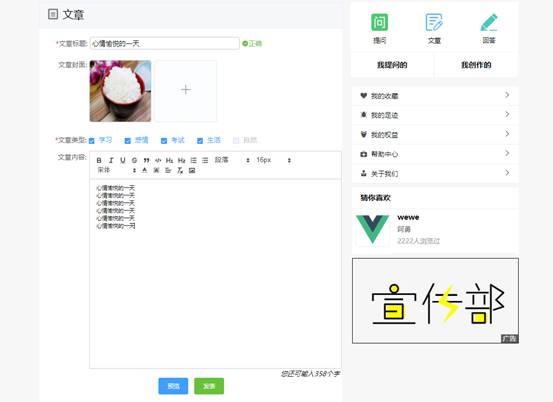 文章
*文章标题: 心情愉悦的一天 正确
文章封面:
*文章类型: 学习 感情 考试 生活 自然
文章内容: B I U S H₁ H₂ 段落 16px
宋体 A
心情愉悦的一天
心情愉悦的一天
心情愉悦的一天
心情愉悦的一天
心情愉悦的一天
心情愉悦的一天
您还可输入358个字
预览 发表
提问 文章 回答
我提问的 我创作的
我的收藏
我的足迹
我的权益
帮助中心
关于我们
猜你喜欢
wewe
阿勇
2222人浏览过
宣传部
广告